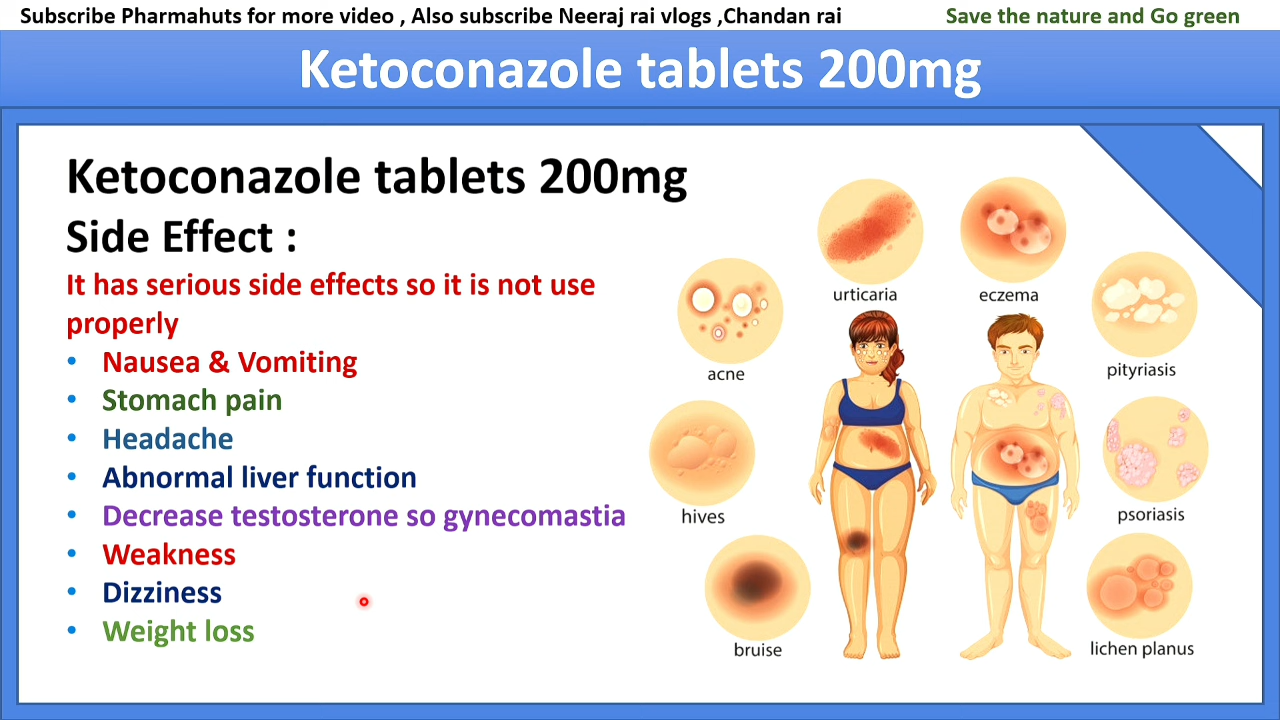 Subscribe Pharmahuts for more video , Also subscribe Neeraj rai vlogs ,Chandan rai
Save the nature and Go green
Ketoconazole tablets 200mg
Ketoconazole tablets 200mg
Side Effect :
It has serious side effects so it is not use
properly
• Nausea & Vomiting
• Stomach pain
• Headache
• Abnormal liver function
• Decrease testosterone so gynecomastia
• Weakness
• Dizziness
• Weight loss
urticaria
eczema
acne
pityriasis
hives
psoriasis
bruise
lichen planus